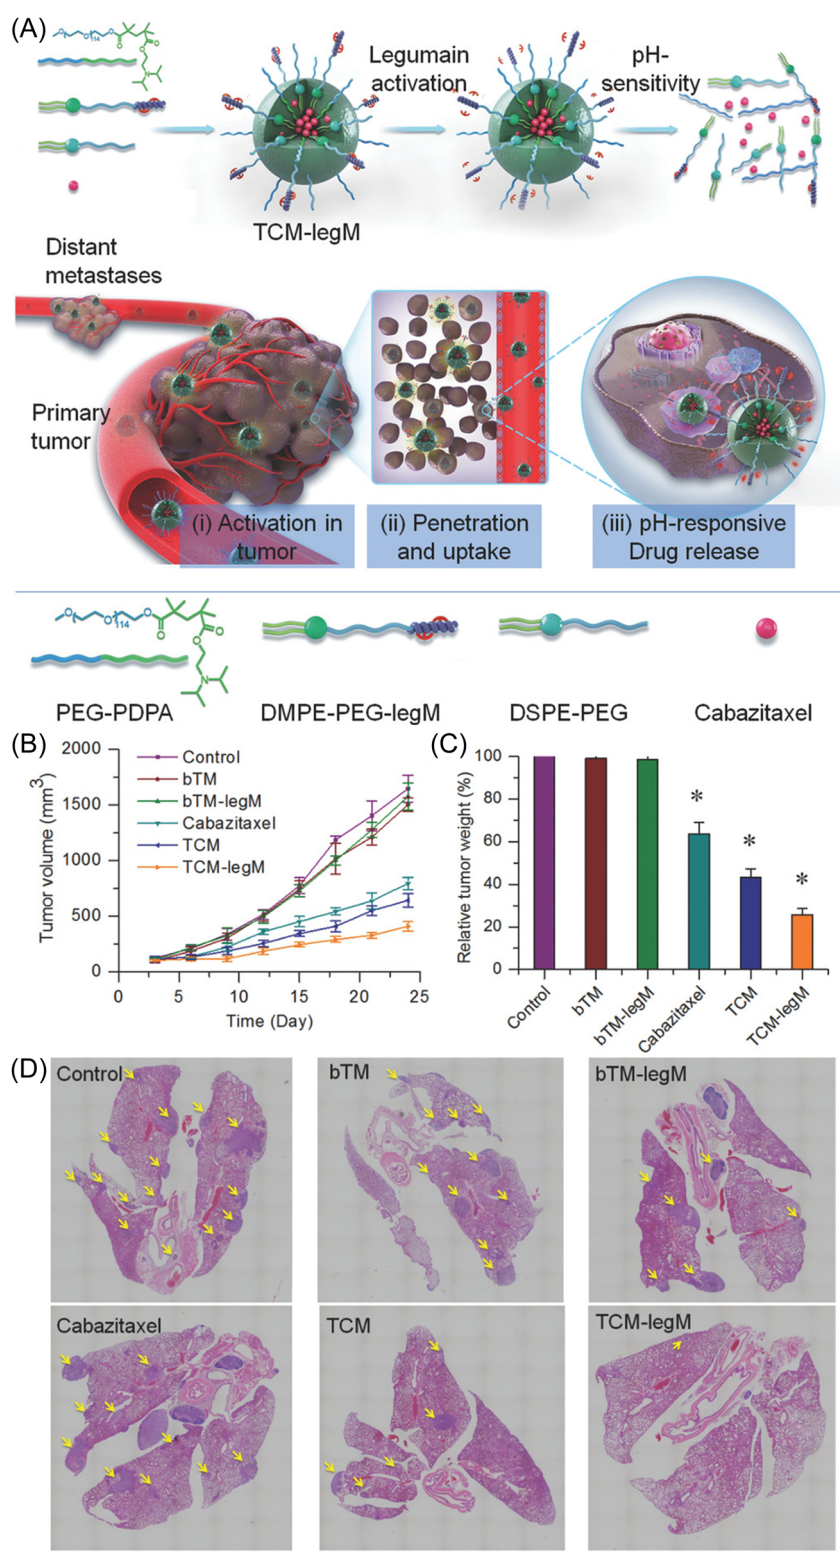 (A)
O
114
O
O
O
O
N
Legumain
activation
pH-
sensitivity
TCM-legM
Distant
metastases
Primary
tumor
(i) Activation in
tumor
(ii) Penetration
and uptake
(iii) pH-responsive
Drug release
O
O
114
O
O
O
O
N
PEG-PDPA
DMPE-PEG-legM
DSPE-PEG
Cabazitaxel
(B)
Tumor volume (mm3)
2000
1500
1000
500
0
Control
bTM
bTM-legM
Cabazitaxel
TCM
TCM-legM
0
5
10
15
20
25
Time (Day)
(C)
Relative tumor weight (%)
100
80
60
40
20
0
*
*
*
Control
bTM
bTM-legM
Cabazitaxel
TCM
TCM-legM
(D)
Control
bTM
bTM-legM
Cabazitaxel
TCM
TCM-legM